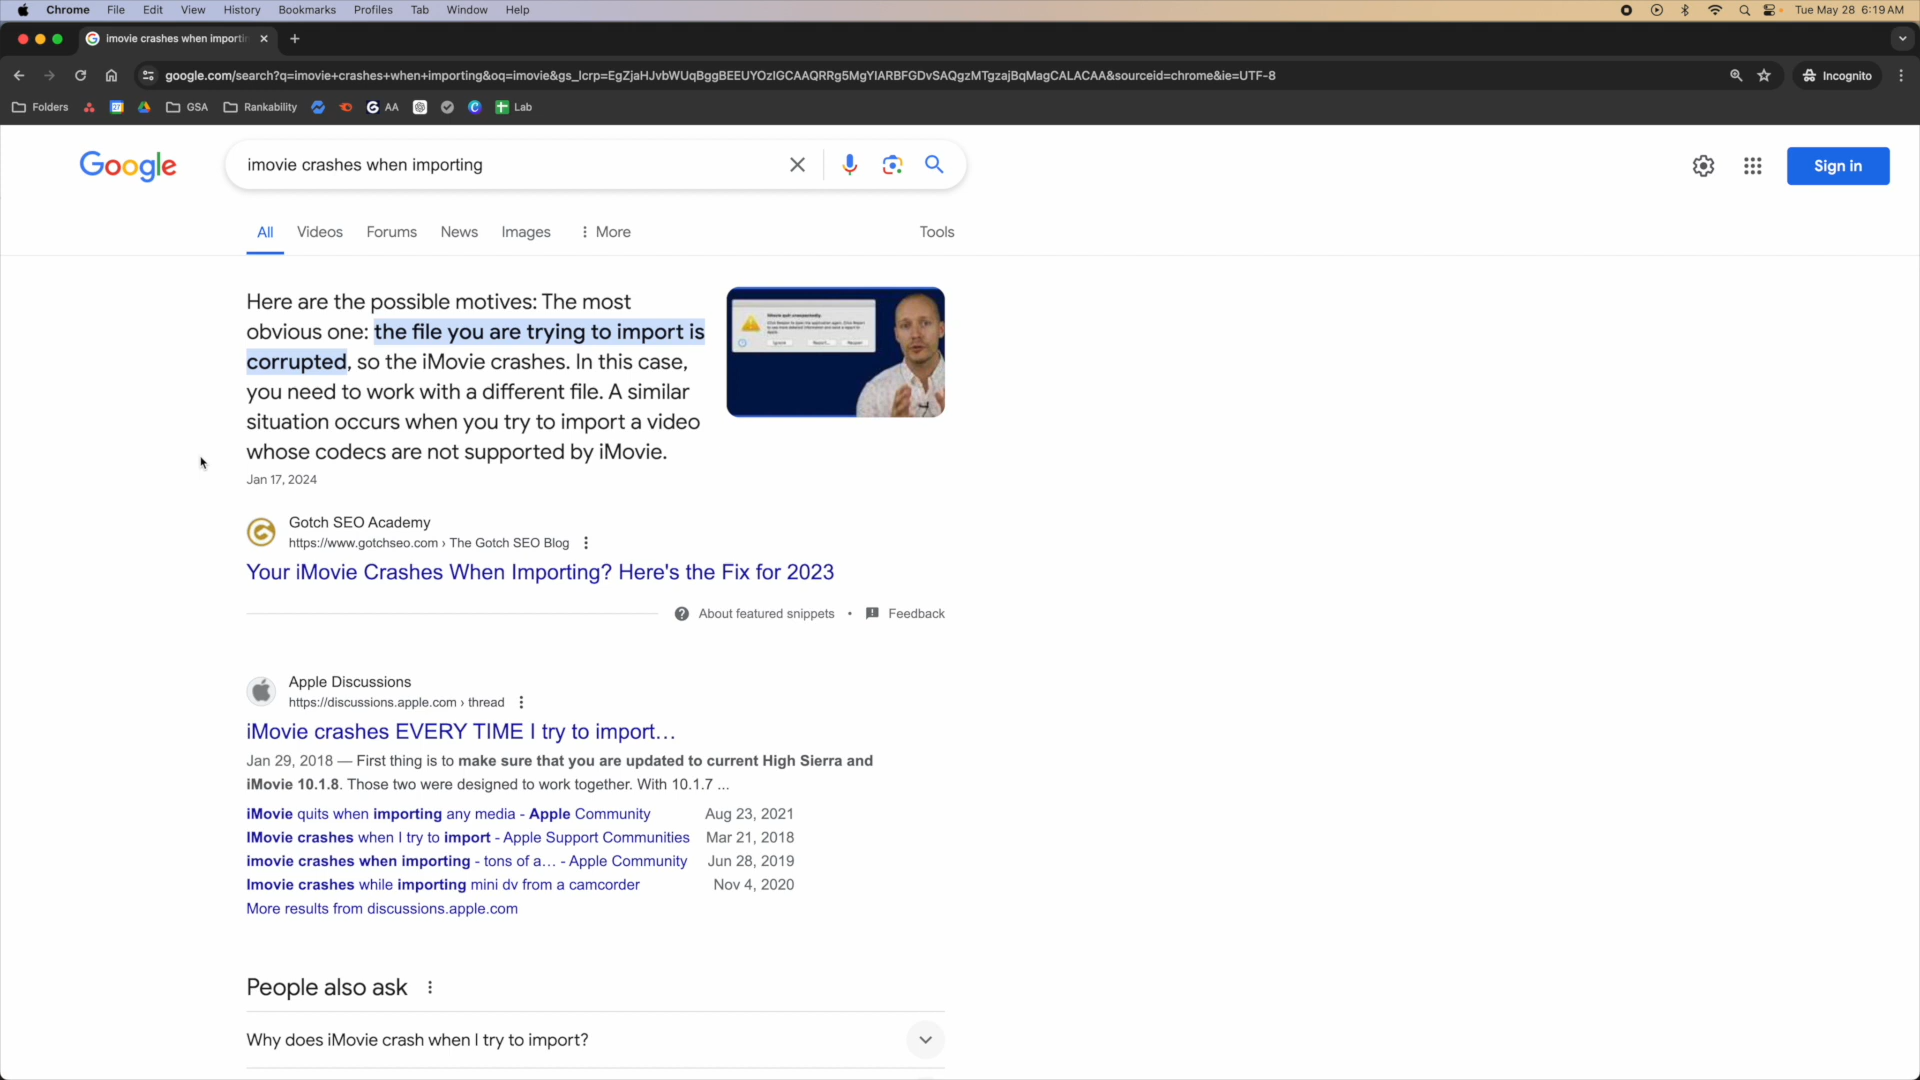 Chrome File Edit View History Bookmarks Profiles Tab Window Help Tue May 28 6:19 AM
imovie crashes when importi
google.com/search?q=imovie+crashes+when+importing&oq=imovie&gs_lcrp=EgZjaHJvbWUqBggBEEUYOzIGCAAQRRg5MgYIARBFGDvSAQgzMTgzajBqMagCALACAA&sourceid=chrome&ie=UTF-8 Incognito
Folders GSA Rankability AA Lab
Google imovie crashes when importing Sign in
All Videos Forums News Images More Tools
Here are the possible motives: The most
obvious one: the file you are trying to import is
corrupted, so the iMovie crashes. In this case,
you need to work with a different file. A similar
situation occurs when you try to import a video
whose codecs are not supported by iMovie.
Jan 17, 2024
Gotch SEO Academy
https://www.gotchseo.com › The Gotch SEO Blog
Your iMovie Crashes When Importing? Here's the Fix for 2023
About featured snippets • Feedback
Apple Discussions
https://discussions.apple.com › thread
iMovie crashes EVERY TIME I try to import…
Jan 29, 2018 — First thing is to make sure that you are updated to current High Sierra and
iMovie 10.1.8. Those two were designed to work together. With 10.1.7 ...
iMovie quits when importing any media - Apple Community Aug 23, 2021
IMovie crashes when I try to import - Apple Support Communities Mar 21, 2018
imovie crashes when importing - tons of a… - Apple Community Jun 28, 2019
Imovie crashes while importing mini dv from a camcorder Nov 4, 2020
More results from discussions.apple.com
People also ask
Why does iMovie crash when I try to import?